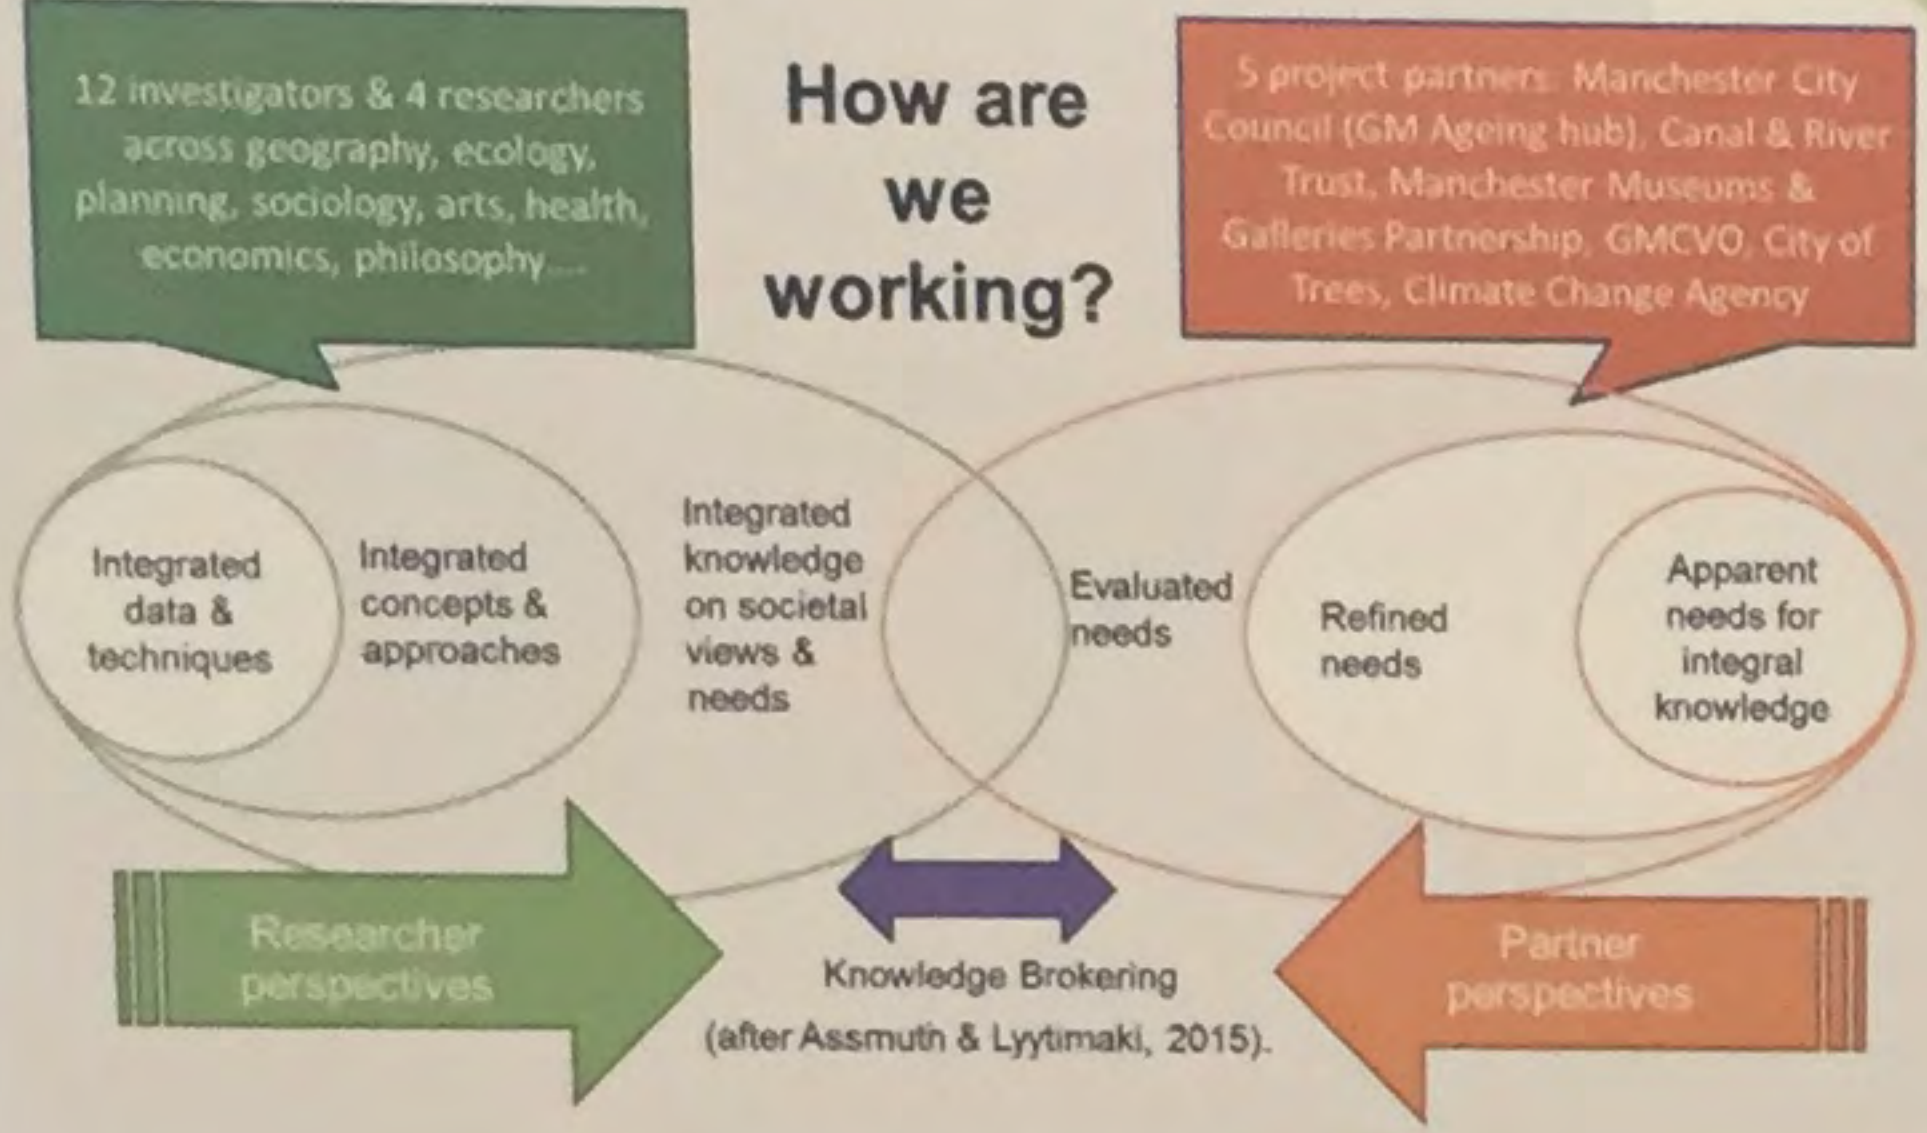 12 investigators & 4 researchers
across geography, ecology,
planning, sociology, arts, health,
economics, philosophy....
How are
we
working?
5 project partners: Manchester City
Council (GM Ageing hub), Canal & River
Trust, Manchester Museums &
Galleries Partnership, GMCVO, City of
Trees, Climate Change Agency
Integrated
data &
techniques
Integrated
concepts &
approaches
Integrated
knowledge
on societal
views &
needs
Evaluated
needs
Refined
needs
Apparent
needs for
integral
knowledge
Researcher
perspectives
Knowledge Brokering
(after Assmuth & Lyytimaki, 2015).
Partner
perspectives